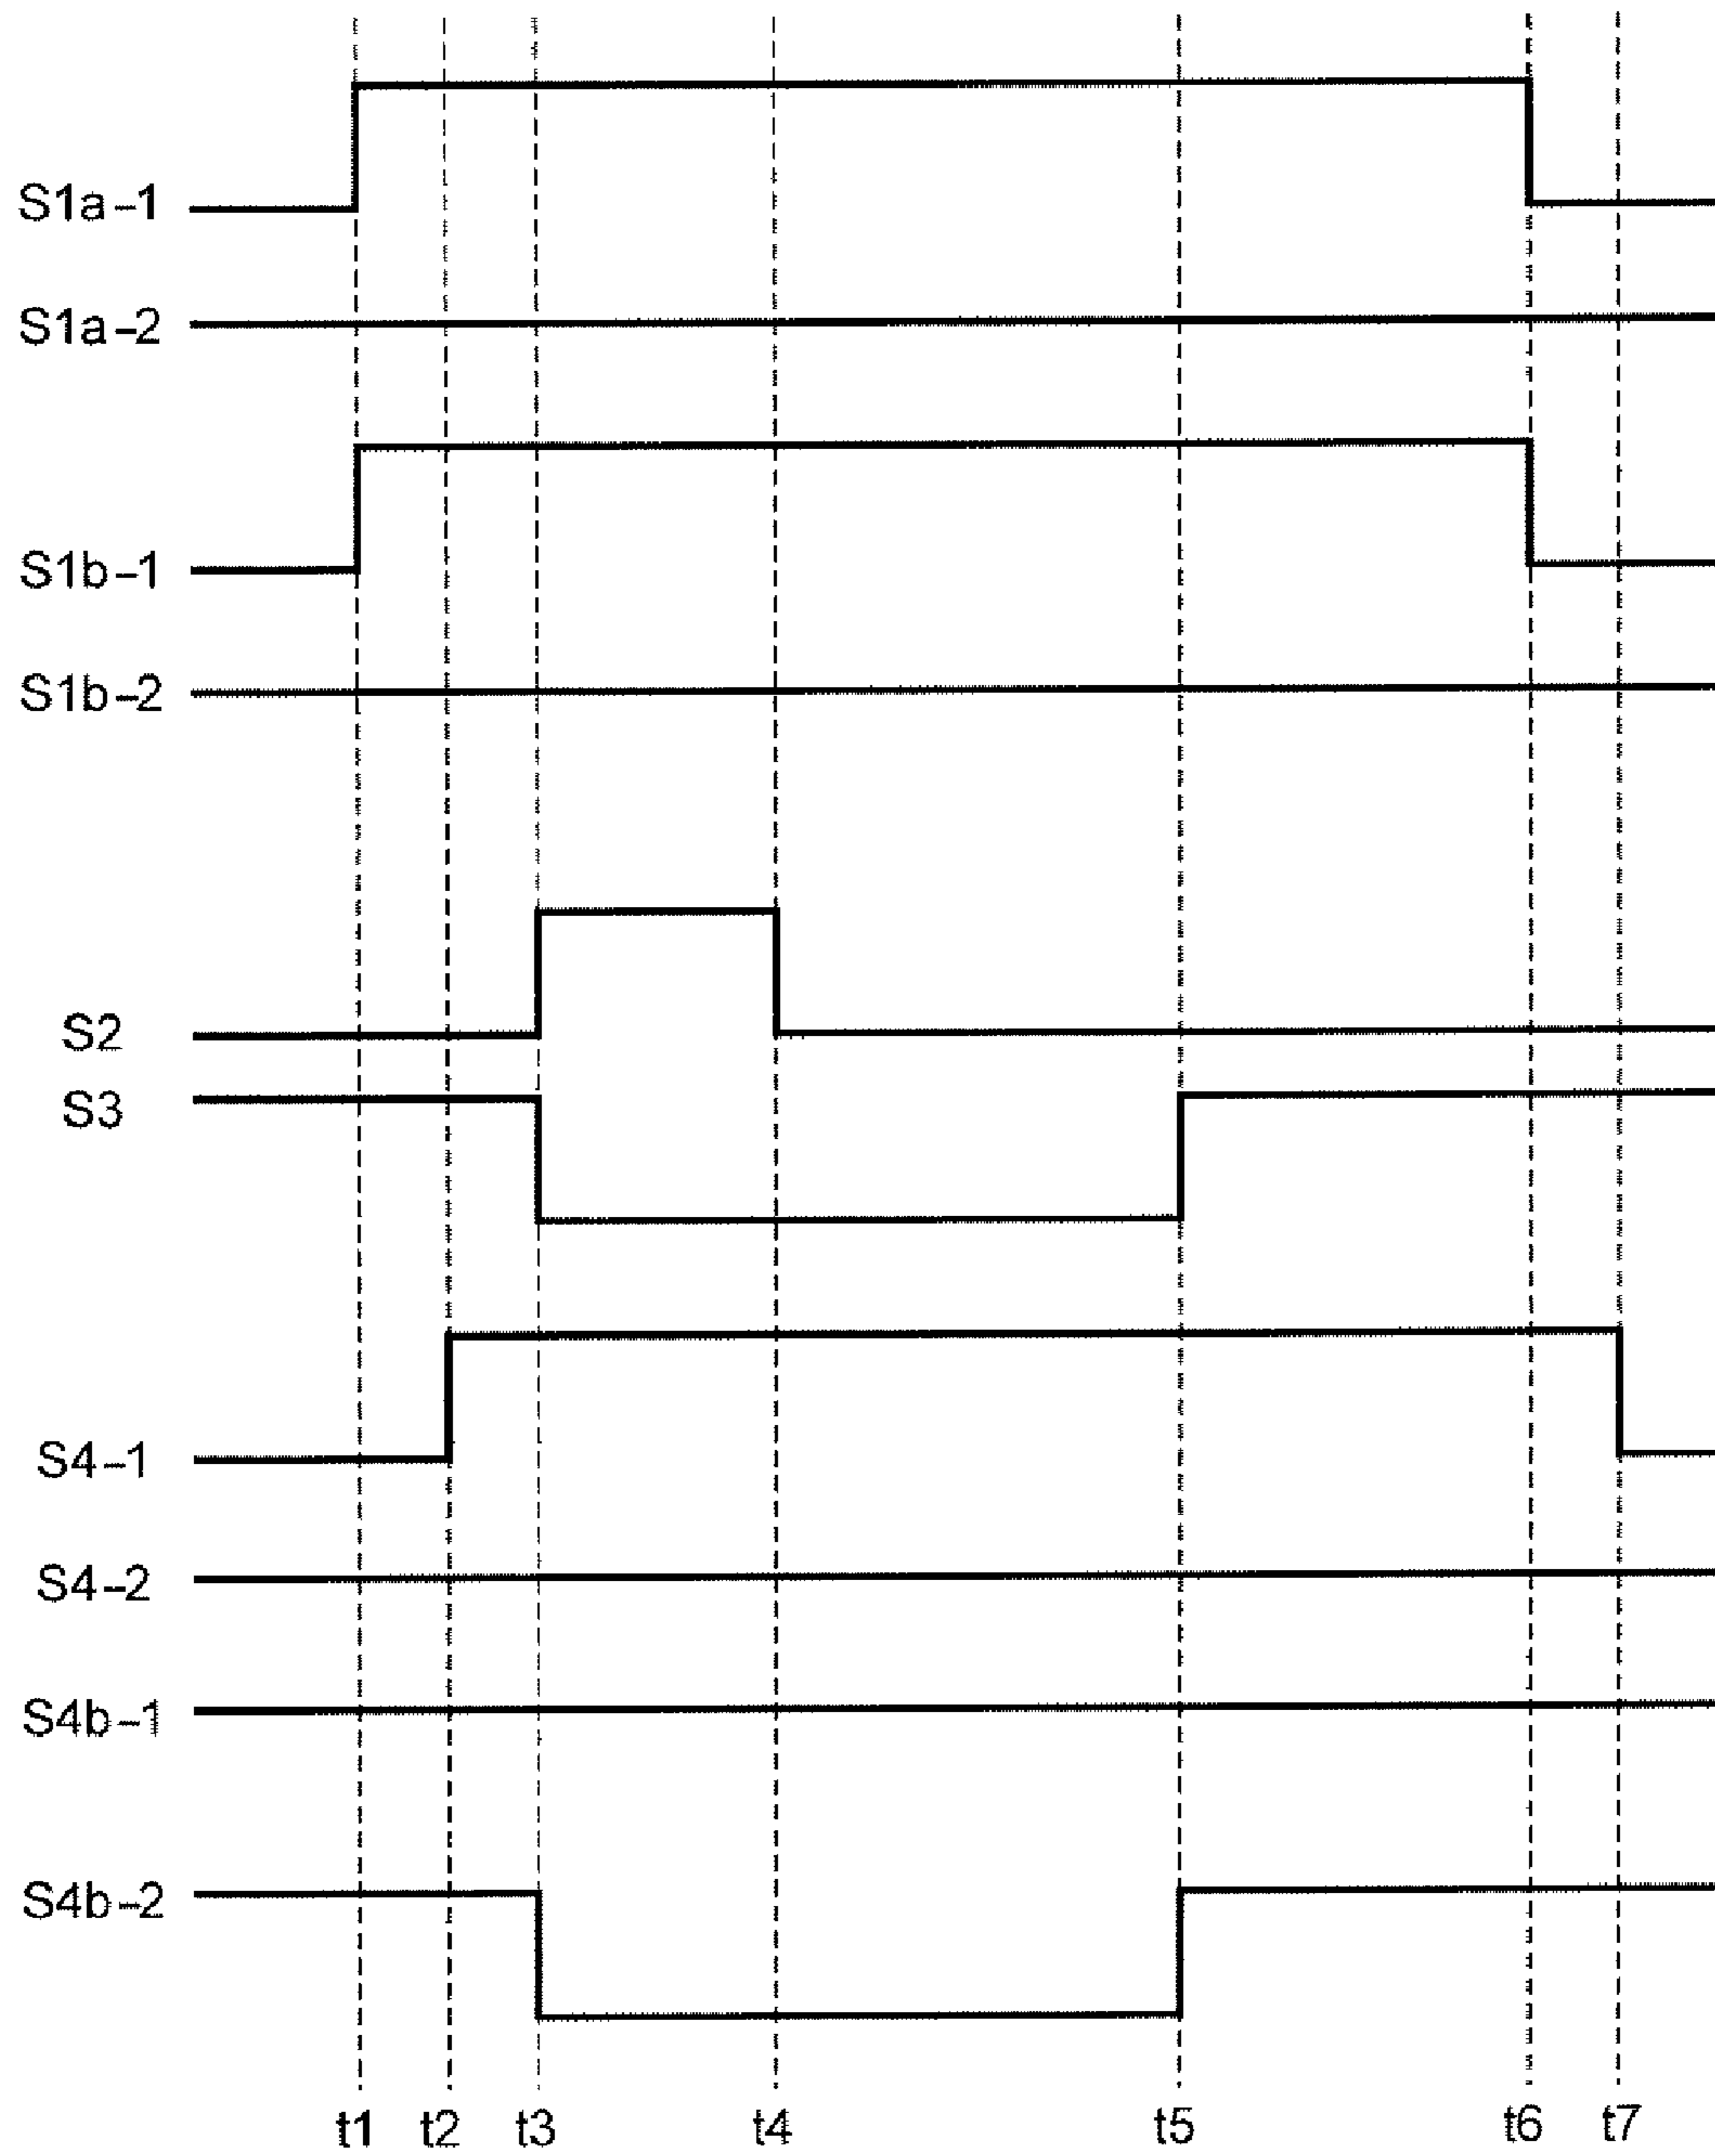 S1a-1
S1a-2
S1b-1
S1b-2
S2
S3
S4-1
S4-2
S4b-1
S4b-2
t1 t2 t3 t4 t5 t6 t7